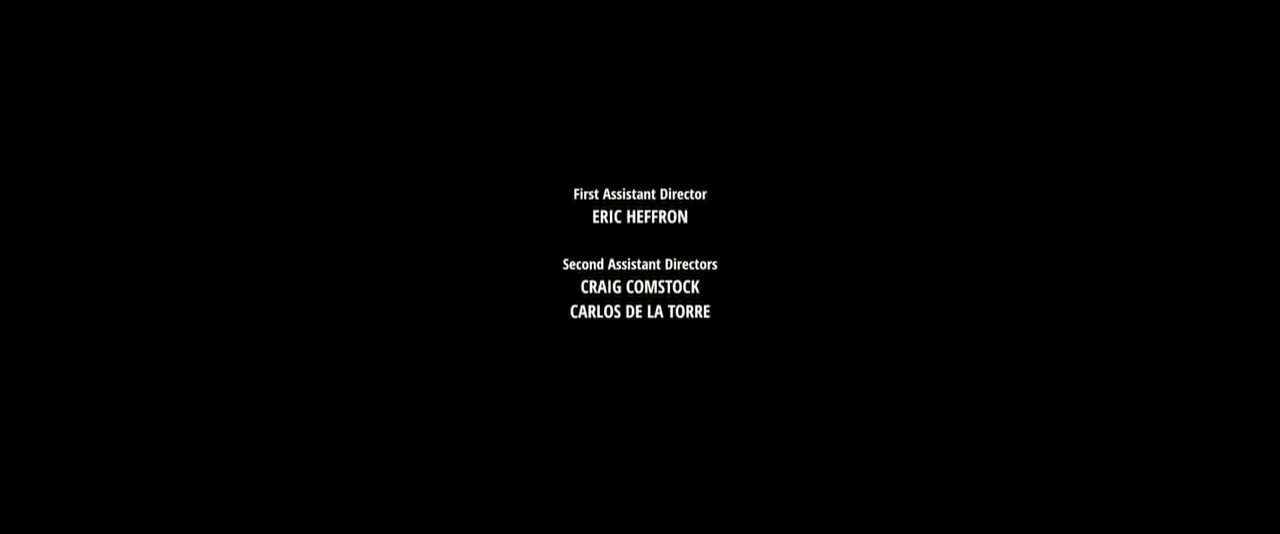 First Assistant Director
ERIC HEFFRON
Second Assistant Directors
CRAIG COMSTOCK
CARLOS DE LA TORRE